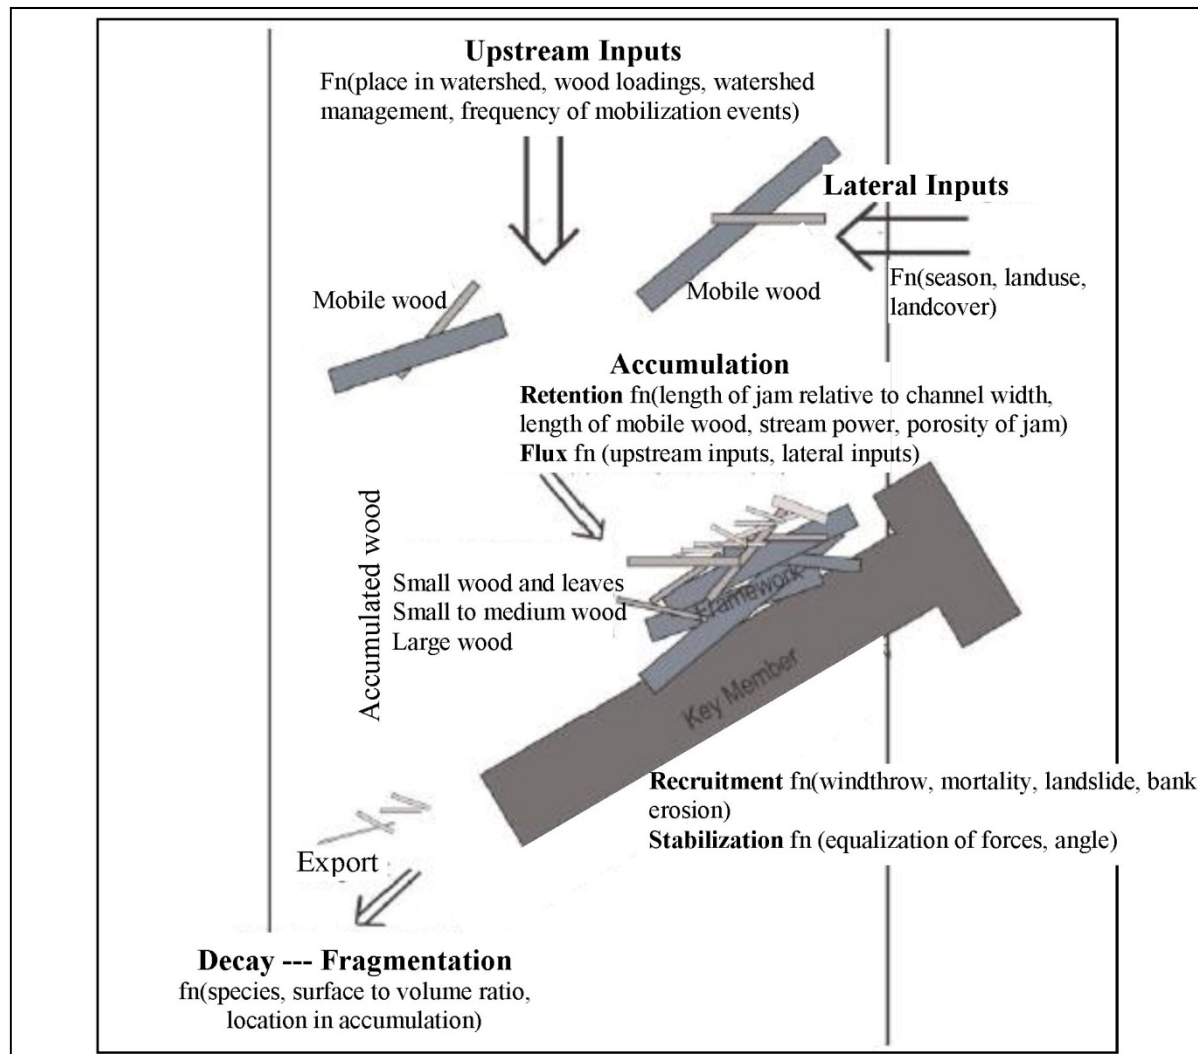 Upstream Inputs
Fn(place in watershed, wood loadings, watershed
management, frequency of mobilization events)
Lateral Inputs
Fn(season, landuse,
landcover)
Mobile wood
Mobile wood
Accumulation
Retention fn(length of jam relative to channel width,
length of mobile wood, stream power, porosity of jam)
Flux fn (upstream inputs, lateral inputs)
Accumulated wood
Small wood and leaves
Small to medium wood
Large wood
Framework
Key Member
Recruitment fn(windthrow, mortality, landslide, bank
erosion)
Stabilization fn (equalization of forces, angle)
Export
Decay --- Fragmentation
fn(species, surface to volume ratio,
location in accumulation)